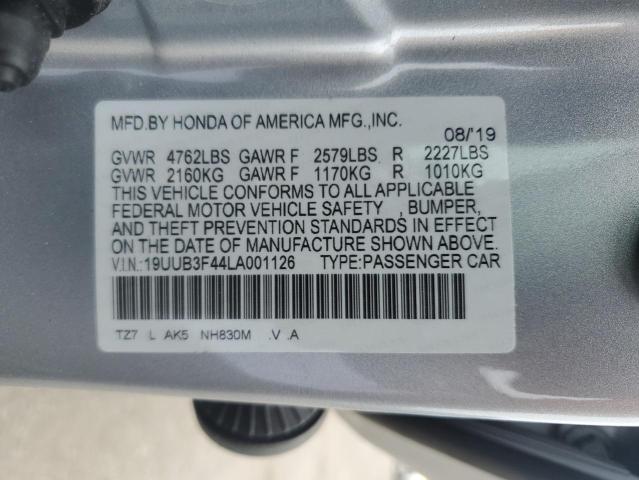 MFD.BY HONDA OF AMERICA MFG.,INC.
08/'19
GVWR 4762LBS GAWR F 2579LBS R 2227LBS
GVWR 2160KG GAWR F 1170KG R 1010KG
THIS VEHICLE CONFORMS TO ALL APPLICABLE
FEDERAL MOTOR VEHICLE SAFETY , BUMPER,
AND THEFT PREVENTION STANDARDS IN EFFECT
ON THE DATE OF MANUFACTURE SHOWN ABOVE.
V.I.N.:19UUB3F44LA001126 TYPE:PASSENGER CAR
TZ7 L AK5 NH830M .V .A